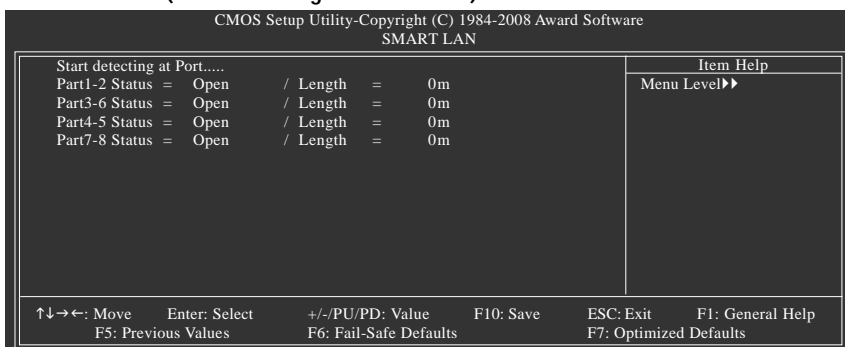 CMOS Setup Utility-Copyright (C) 1984-2008 Award Software
SMART LAN
Start detecting at Port.....
Part1-2 Status = Open / Length = 0m
Part3-6 Status = Open / Length = 0m
Part4-5 Status = Open / Length = 0m
Part7-8 Status = Open / Length = 0m
Item Help
Menu Level▶▶
↑↓→←: Move Enter: Select +/-/PU/PD: Value F10: Save ESC: Exit F1: General Help
F5: Previous Values F6: Fail-Safe Defaults F7: Optimized Defaults